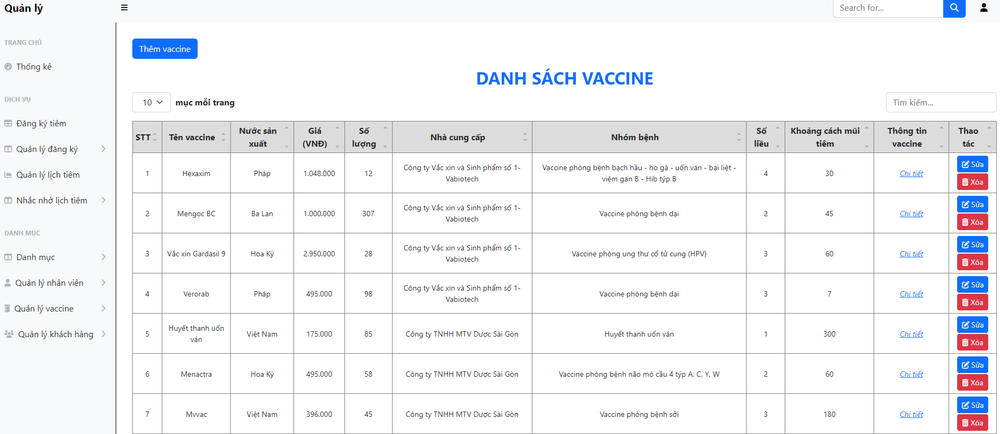 Quản lý
Search for...
TRANG CHỦ
Thống kê
DỊCH VỤ
Đăng ký tiêm
Quản lý đăng ký
Quản lý lịch tiêm
Nhắc nhở lịch tiêm
DANH MỤC
Danh mục
Quản lý nhân viên
Quản lý vaccine
Quản lý khách hàng
Thêm vaccine
DANH SÁCH VACCINE
10 mục mỗi trang
Tìm kiếm...
STT Tên vaccine Nước sản xuất Giá (VNĐ) Số lượng Nhà cung cấp Nhóm bệnh Số liều Khoảng cách mũi tiêm Thông tin vaccine Thao tác
1 Hexaxim Pháp 1.048.000 12 Công ty Vắc xin và Sinh phẩm số 1-Vabiotech Vaccine phòng bệnh bạch hầu - ho gà - uốn ván - bại liệt - viêm gan B - Hib týp B 4 30 Chi tiết Sửa Xóa
2 Mengoc BC Ba Lan 1.000.000 307 Công ty Vắc xin và Sinh phẩm số 1-Vabiotech Vaccine phòng bệnh dại 2 45 Chi tiết Sửa Xóa
3 Vắc xin Gardasil 9 Hoa Kỳ 2.950.000 28 Công ty Vắc xin và Sinh phẩm số 1-Vabiotech Vaccine phòng ung thư cổ tử cung (HPV) 3 60 Chi tiết Sửa Xóa
4 Verorab Pháp 495.000 98 Công ty Vắc xin và Sinh phẩm số 1-Vabiotech Vaccine phòng bệnh dại 3 7 Chi tiết Sửa Xóa
5 Huyết thanh uốn ván Việt Nam 175.000 85 Công ty TNHH MTV Dược Sài Gòn Huyết thanh uốn ván 1 300 Chi tiết Sửa Xóa
6 Menactra Hoa Kỳ 495.000 58 Công ty TNHH MTV Dược Sài Gòn Vaccine phòng bệnh não mô cầu 4 týp A, C, Y, W 2 60 Chi tiết Sửa Xóa
7 Mvvac Việt Nam 396.000 45 Công ty TNHH MTV Dược Sài Gòn Vaccine phòng bệnh sởi 3 180 Chi tiết Sửa Xóa